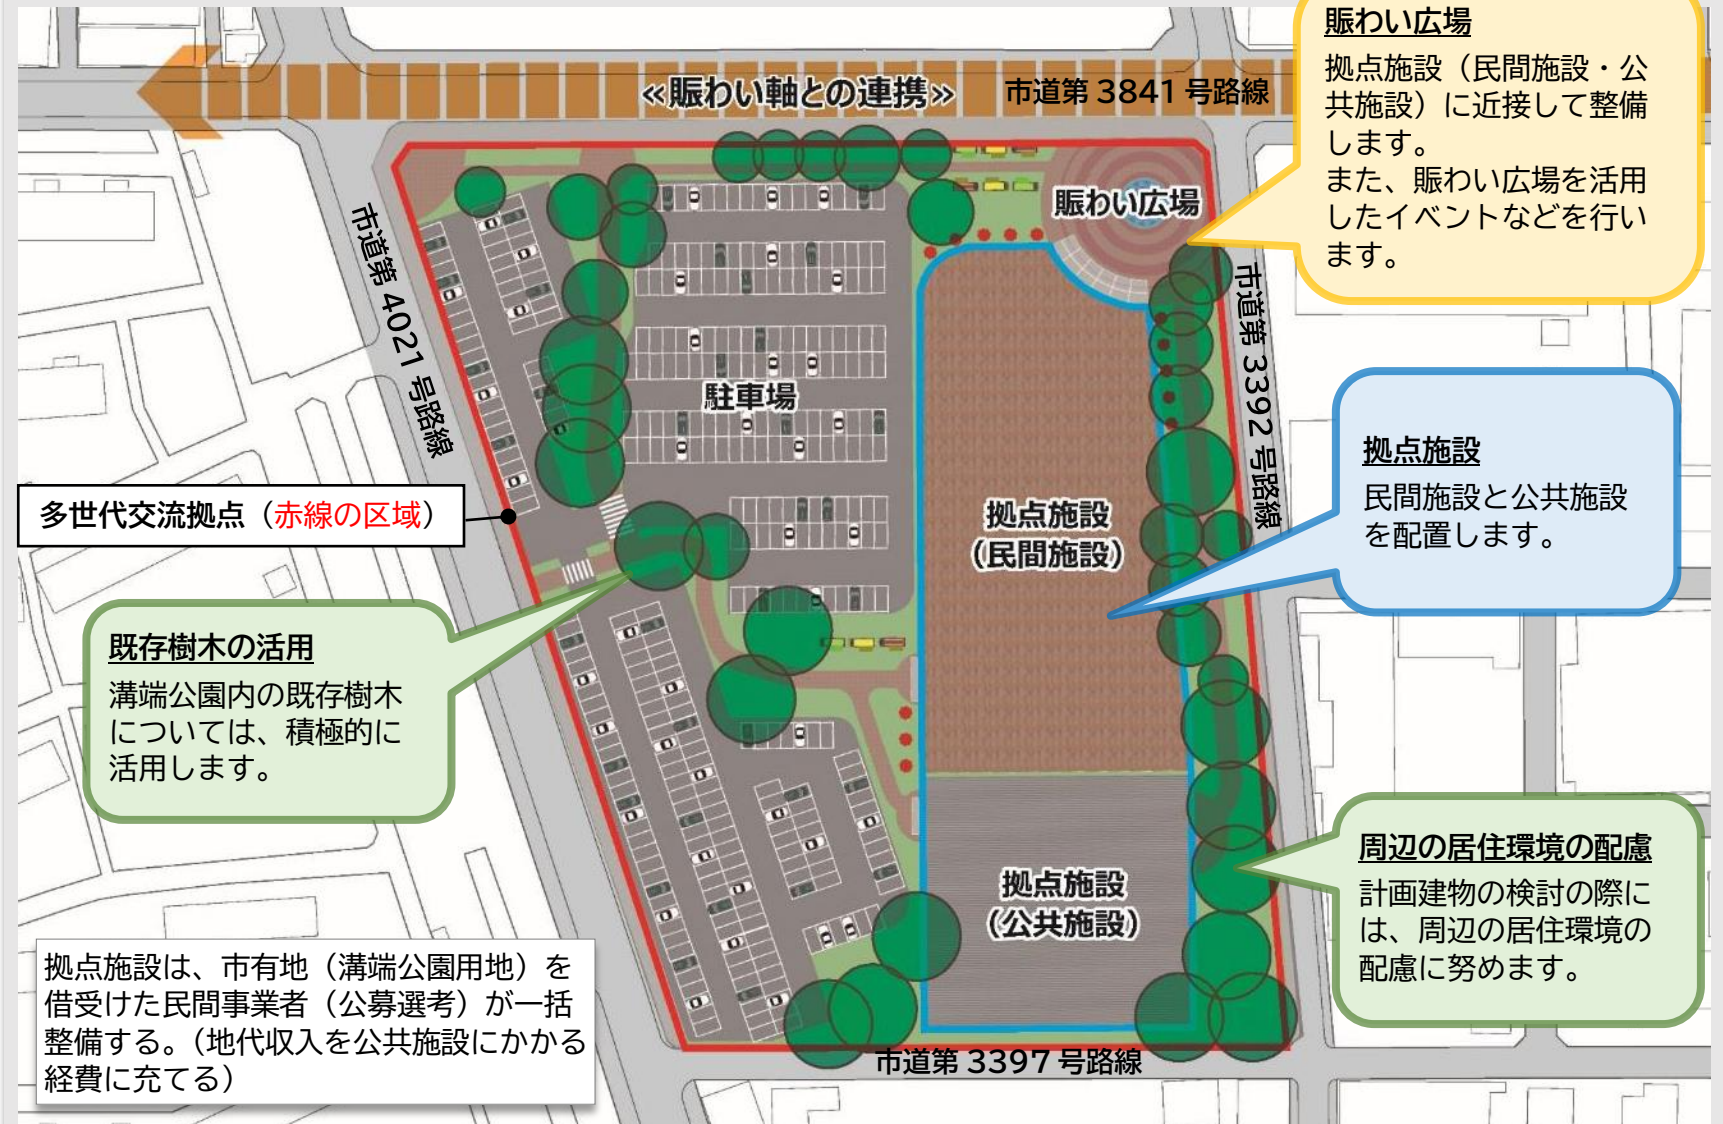 賑わい広場
拠点施設（民間施設・公
共施設）に近接して整備
します。
また、賑わい広場を活用
したイベントなどを行い
ます。
≪賑わい軸との連携≫
市道第 3841 号路線
賑わい広場
市道第 4021 号路線
市道第 3392 号路線
駐車場
拠点施設
民間施設と公共施設
を配置します。
多世代交流拠点（赤線の区域）
拠点施設
（民間施設）
既存樹木の活用
溝端公園内の既存樹木
については、積極的に
活用します。
周辺の居住環境の配慮
計画建物の検討の際に
は、周辺の居住環境の
配慮に努めます。
拠点施設
（公共施設）
拠点施設は、市有地（溝端公園用地）を
借受けた民間事業者（公募選考）が一括
整備する。（地代収入を公共施設にかかる
経費に充てる）
市道第 3397 号路線